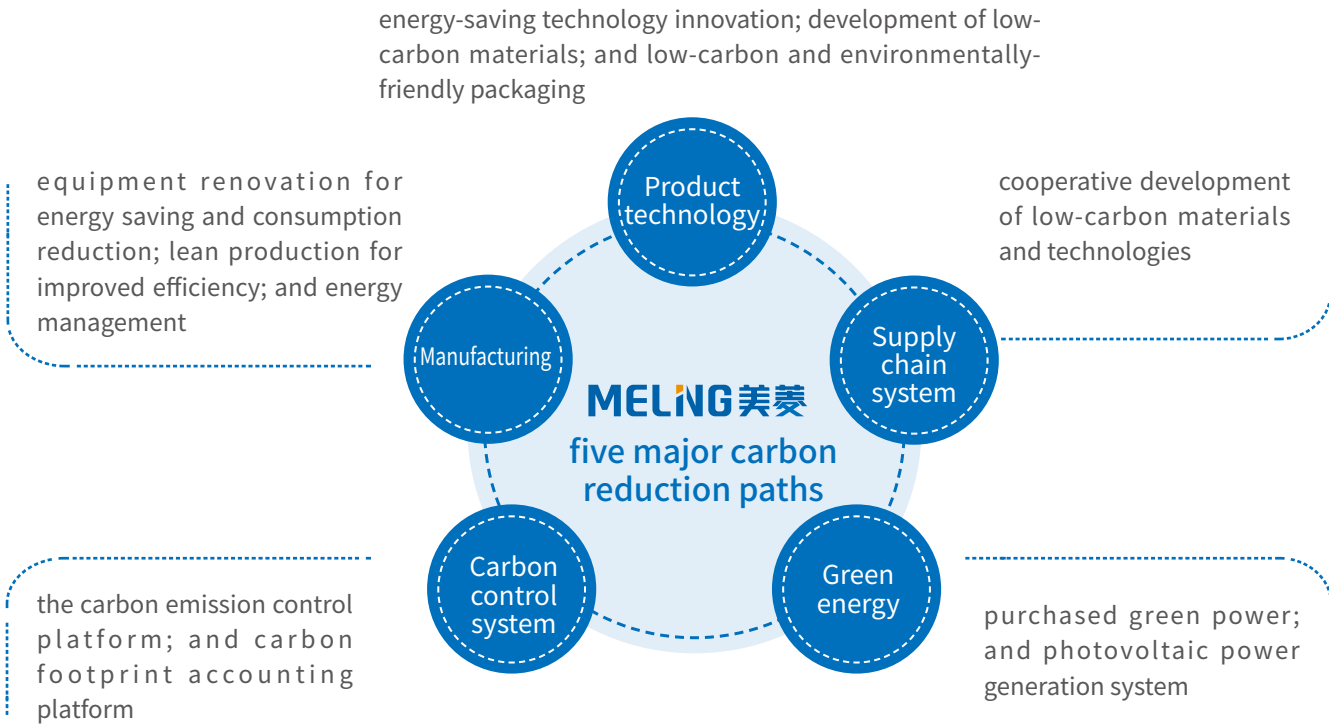 energy-saving technology innovation; development of low-
carbon materials; and low-carbon and environmentally-
friendly packaging
Product
technology
equipment renovation for
energy saving and consumption
reduction; lean production for
improved efficiency; and energy
management
cooperative development
of low-carbon materials
and technologies
Manufacturing
Supply
chain
system
MELING美菱
five major carbon
reduction paths
Carbon
control
system
Green
energy
the carbon emission control
platform; and carbon
footprint accounting
platform
purchased green power;
and photovoltaic power
generation system